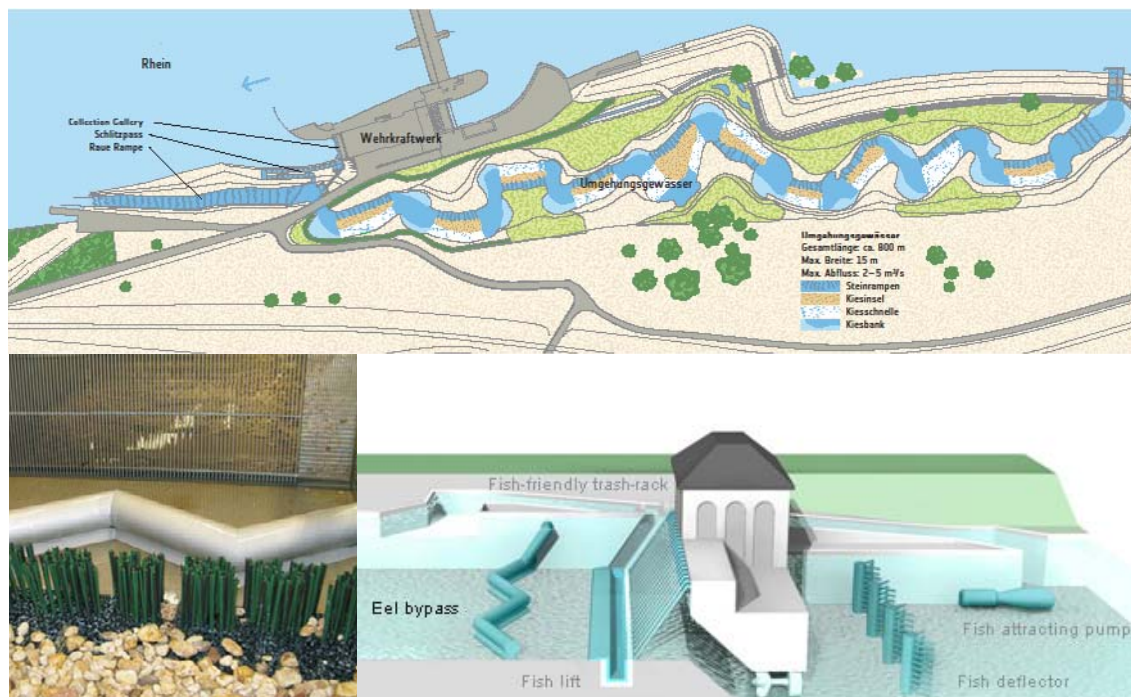 Rhein
Collection Gallery
Schlitzpass
Raue Rampe
Wehrkraftwerk
Umgehungsgewässer
Umgehungsgewässer
Gesamtlänge: ca. 800 m
Max. Breite: 15 m
Max. Abfluss: 2–5 m³/s
Steinrampen
Kiesinsel
Kiesschnelle
Kiesbank
Fish-friendly trash-rack
Eel bypass
Fish attracting pump
Fish lift
Fish deflector